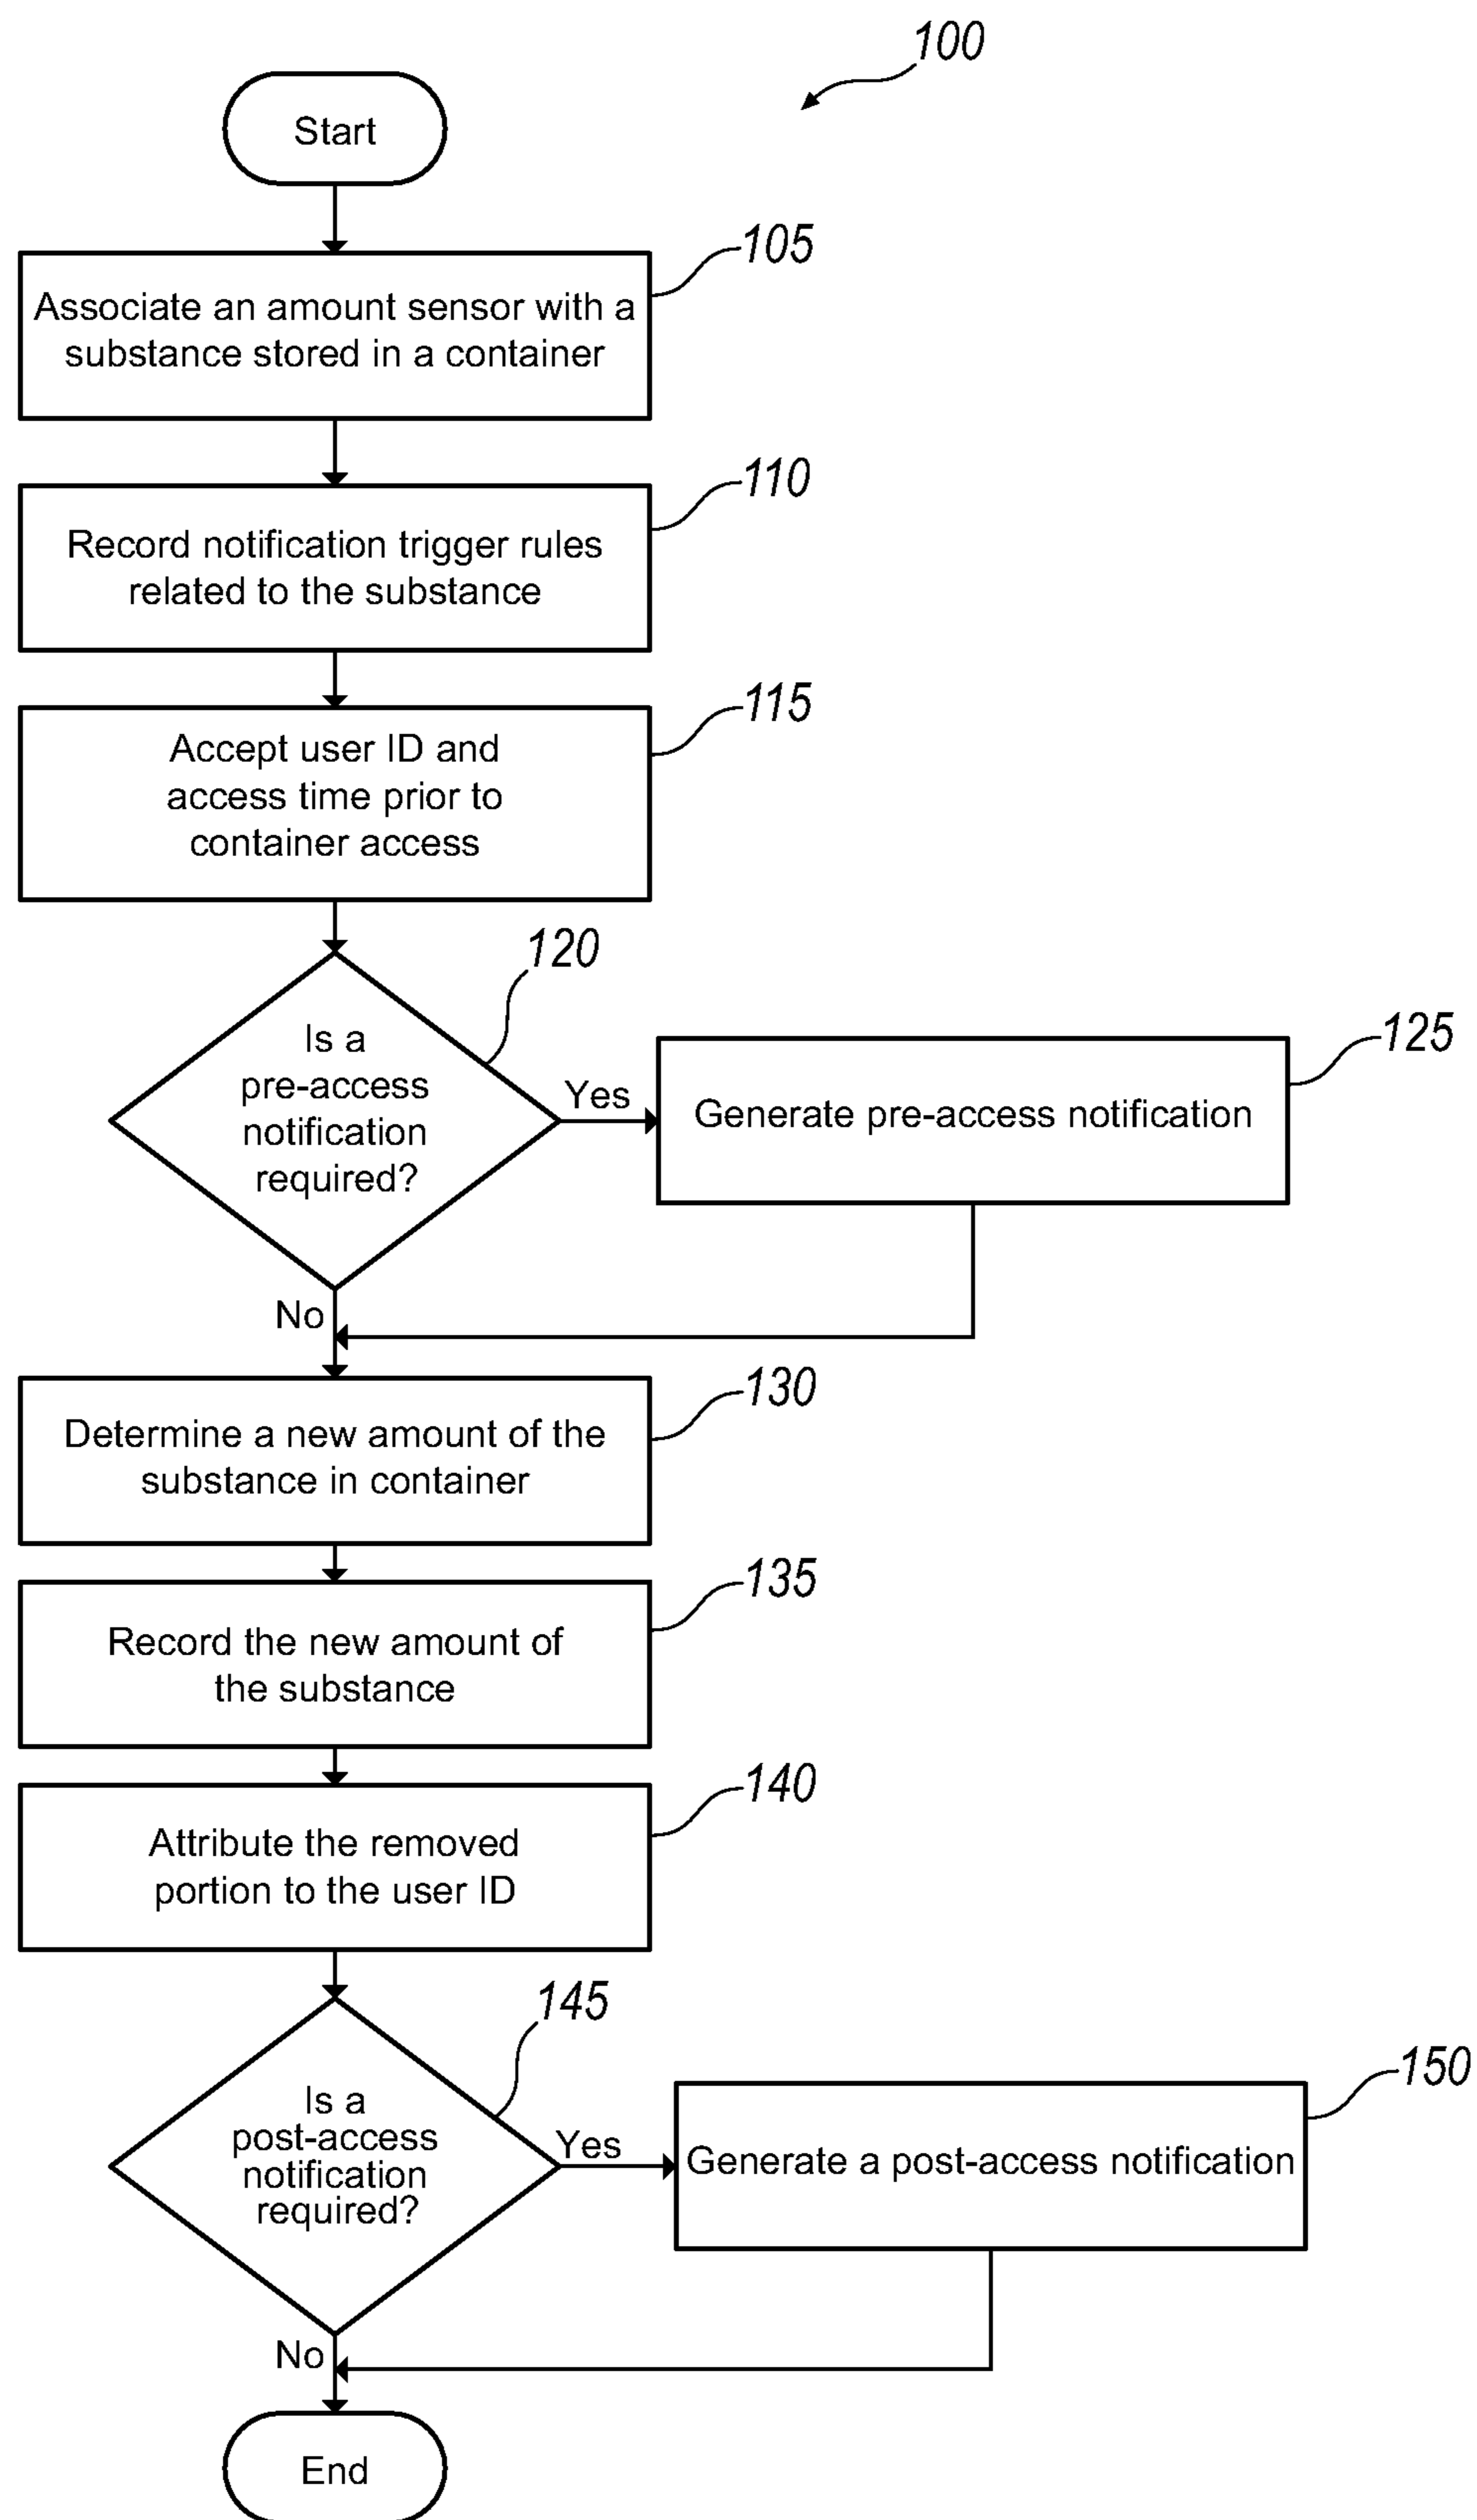 100
Start
105
Associate an amount sensor with a
substance stored in a container
110
Record notification trigger rules
related to the substance
115
Accept user ID and
access time prior to
container access
120
Is a
pre-access
notification
required?
Yes
125
Generate pre-access notification
No
130
Determine a new amount of the
substance in container
135
Record the new amount of
the substance
140
Attribute the removed
portion to the user ID
145
Is a
post-access
notification
required?
Yes
150
Generate a post-access notification
No
End